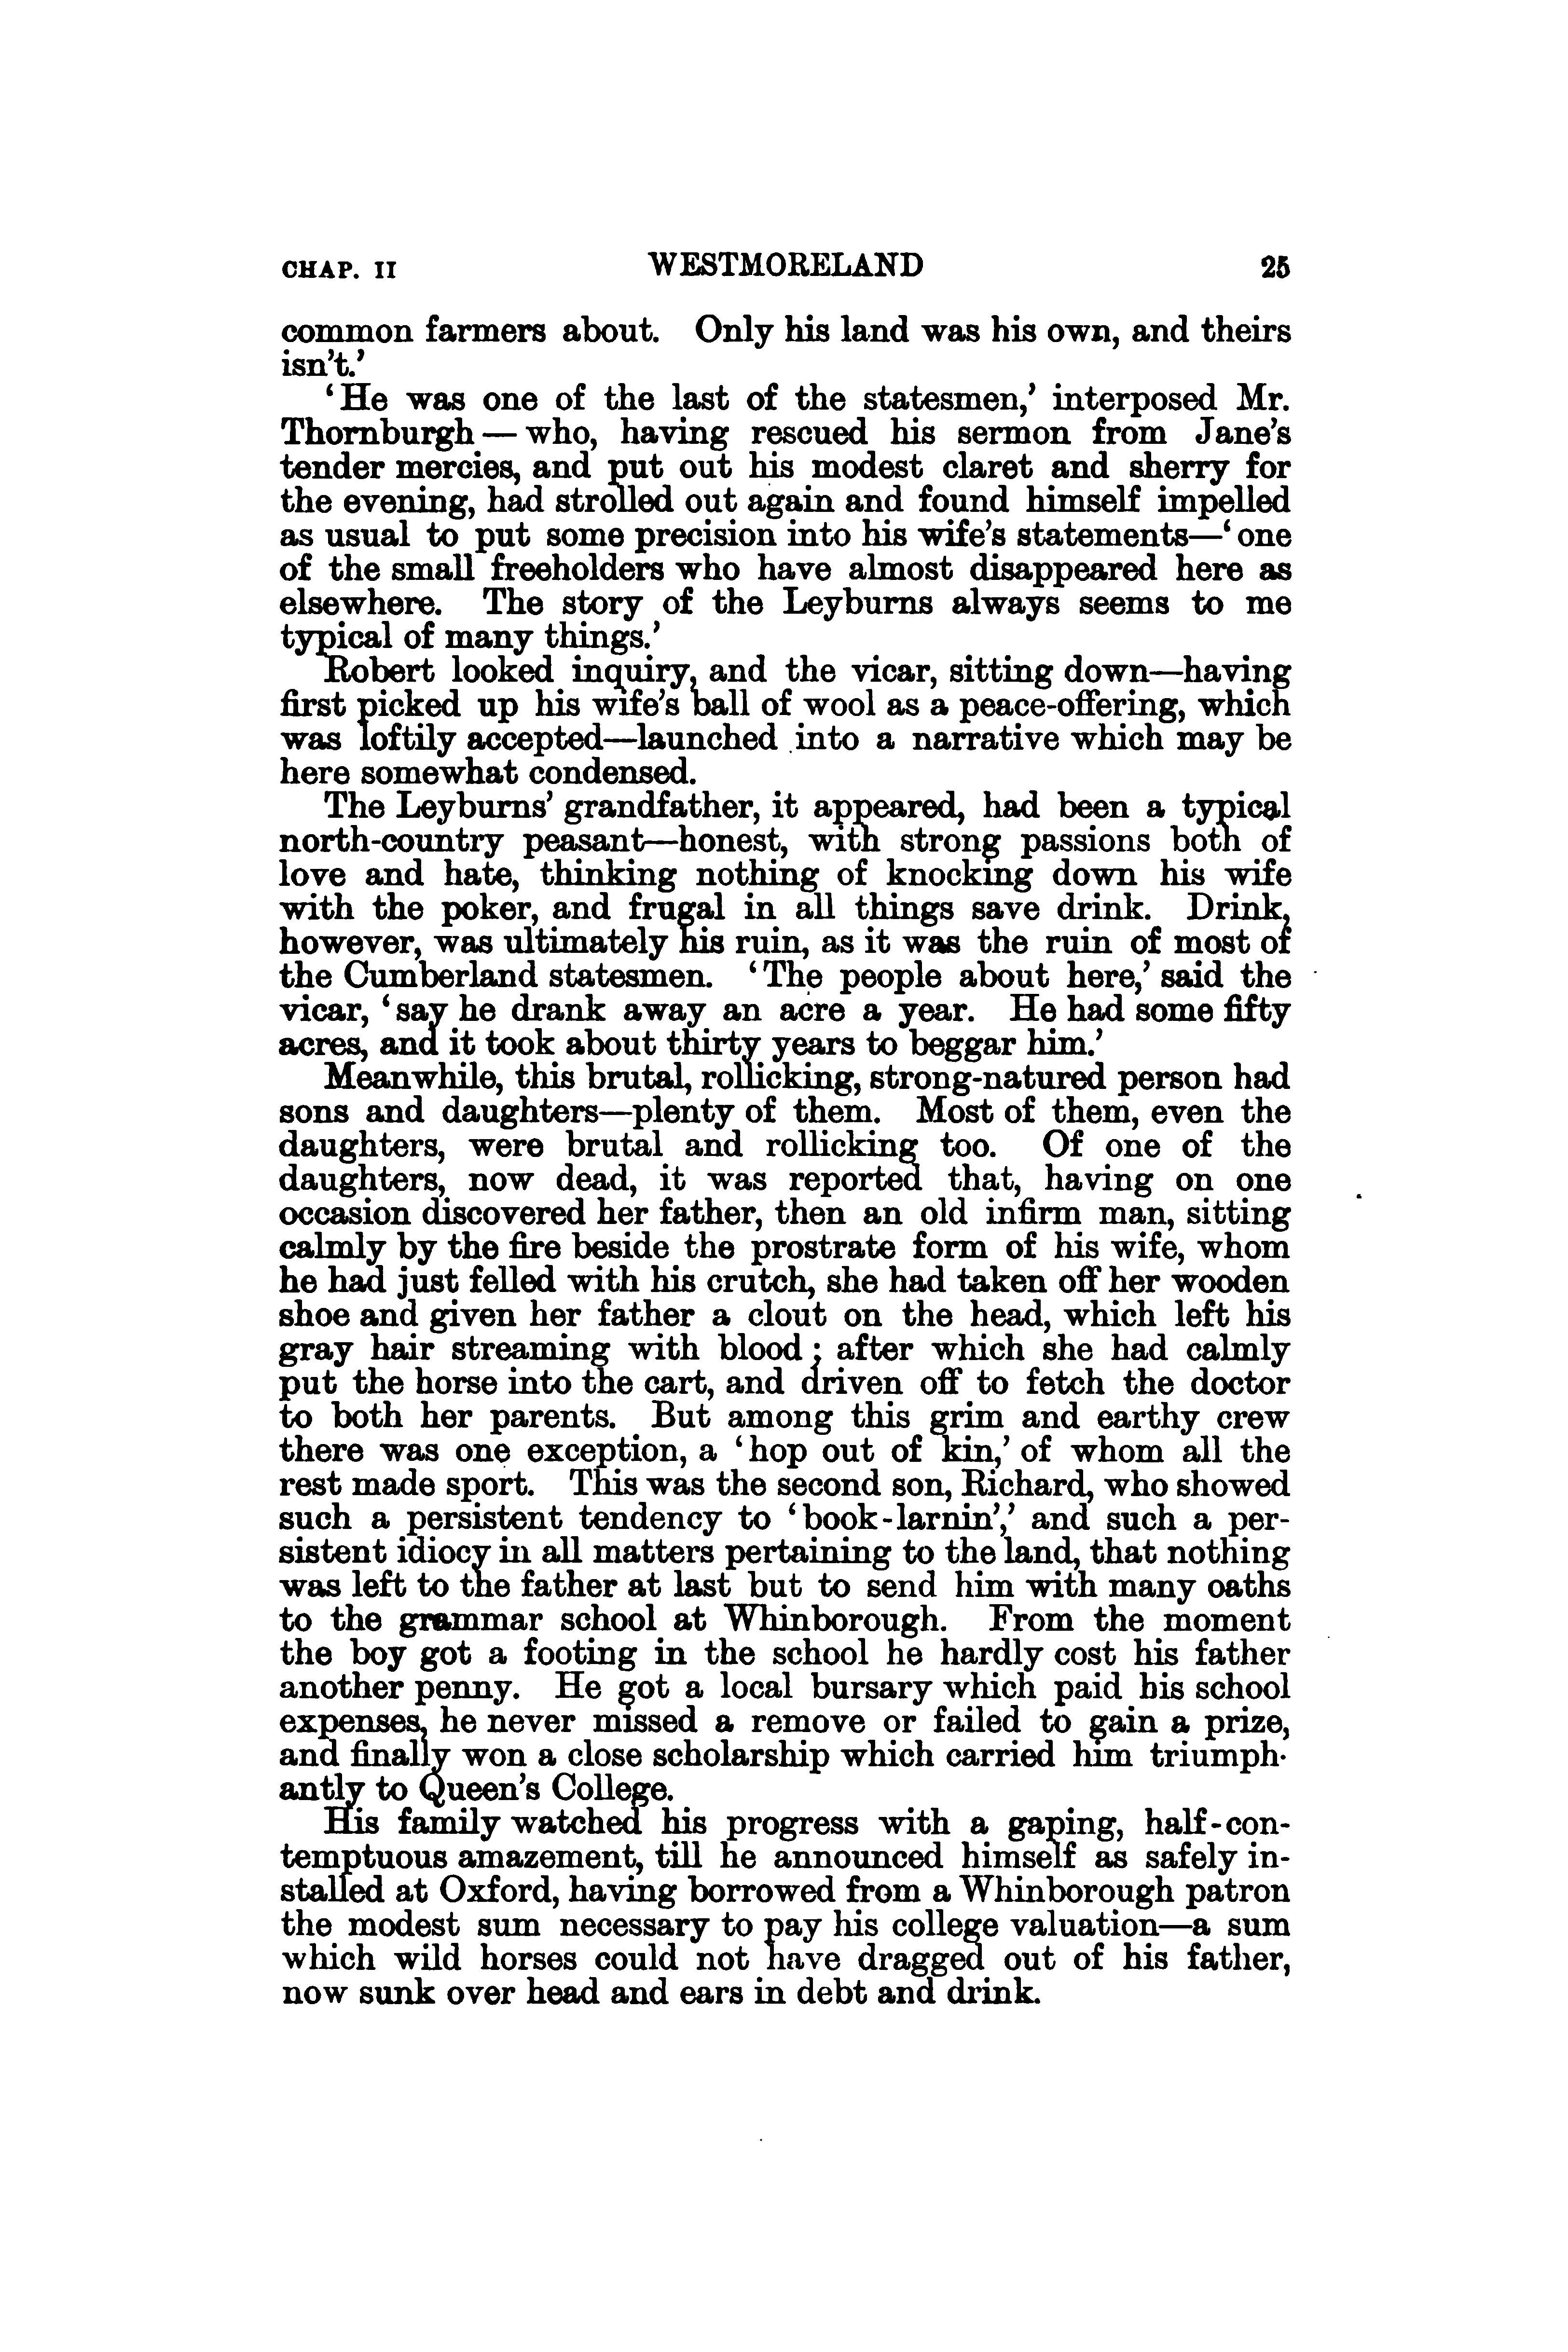 CHAP. II WESTMORELAND 25
common farmers about. Only his land was his own, and theirs
isn't.'
'He was one of the last of the statesmen,' interposed Mr.
Thornburgh — who, having rescued his sermon from Jane's
tender mercies, and put out his modest claret and sherry for
the evening, had strolled out again and found himself impelled
as usual to put some precision into his wife's statements—'one
of the small freeholders who have almost disappeared here as
elsewhere. The story of the Leyburns always seems to me
typical of many things.'
Robert looked inquiry, and the vicar, sitting down—having
first picked up his wife's ball of wool as a peace-offering, which
was loftily accepted—launched into a narrative which may be
here somewhat condensed.
The Leyburns' grandfather, it appeared, had been a typical
north-country peasant—honest, with strong passions both of
love and hate, thinking nothing of knocking down his wife
with the poker, and frugal in all things save drink. Drink,
however, was ultimately his ruin, as it was the ruin of most of
the Cumberland statesmen. 'The people about here,' said the
vicar, 'say he drank away an acre a year. He had some fifty
acres, and it took about thirty years to beggar him.'
Meanwhile, this brutal, rollicking, strong-natured person had
sons and daughters—plenty of them. Most of them, even the
daughters, were brutal and rollicking too. Of one of the
daughters, now dead, it was reported that, having on one
occasion discovered her father, then an old infirm man, sitting
calmly by the fire beside the prostrate form of his wife, whom
he had just felled with his crutch, she had taken off her wooden
shoe and given her father a clout on the head, which left his
gray hair streaming with blood; after which she had calmly
put the horse into the cart, and driven off to fetch the doctor
to both her parents. But among this grim and earthy crew
there was one exception, a 'hop out of kin,' of whom all the
rest made sport. This was the second son, Richard, who showed
such a persistent tendency to 'book-larnin',' and such a per-
sistent idiocy in all matters pertaining to the land, that nothing
was left to the father at last but to send him with many oaths
to the grammar school at Whinborough. From the moment
the boy got a footing in the school he hardly cost his father
another penny. He got a local bursary which paid his school
expenses, he never missed a remove or failed to gain a prize,
and finally won a close scholarship which carried him triumph-
antly to Queen's College.
His family watched his progress with a gaping, half-con-
temptuous amazement, till he announced himself as safely in-
stalled at Oxford, having borrowed from a Whinborough patron
the modest sum necessary to pay his college valuation—a sum
which wild horses could not have dragged out of his father,
now sunk over head and ears in debt and drink.